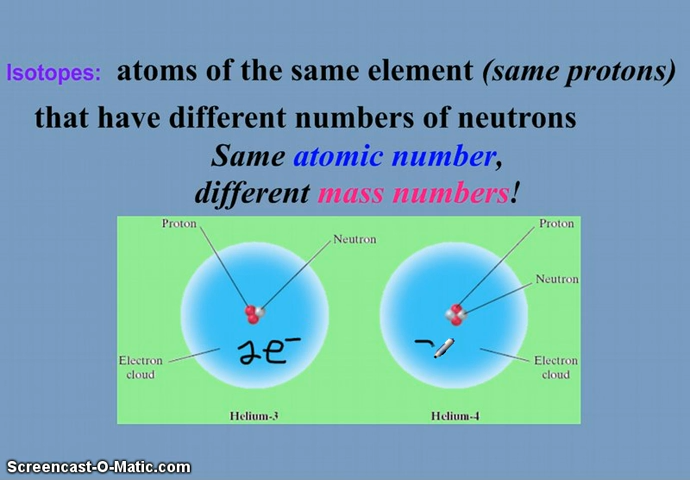 Isotopes: atoms of the same element (same protons)
that have different numbers of neutrons
Same atomic number,
different mass numbers!
Proton
Neutron
Electron
cloud
2e⁻
Helium-3
Proton
Neutron
Electron
cloud
Helium-4
Screencast-O-Matic.com